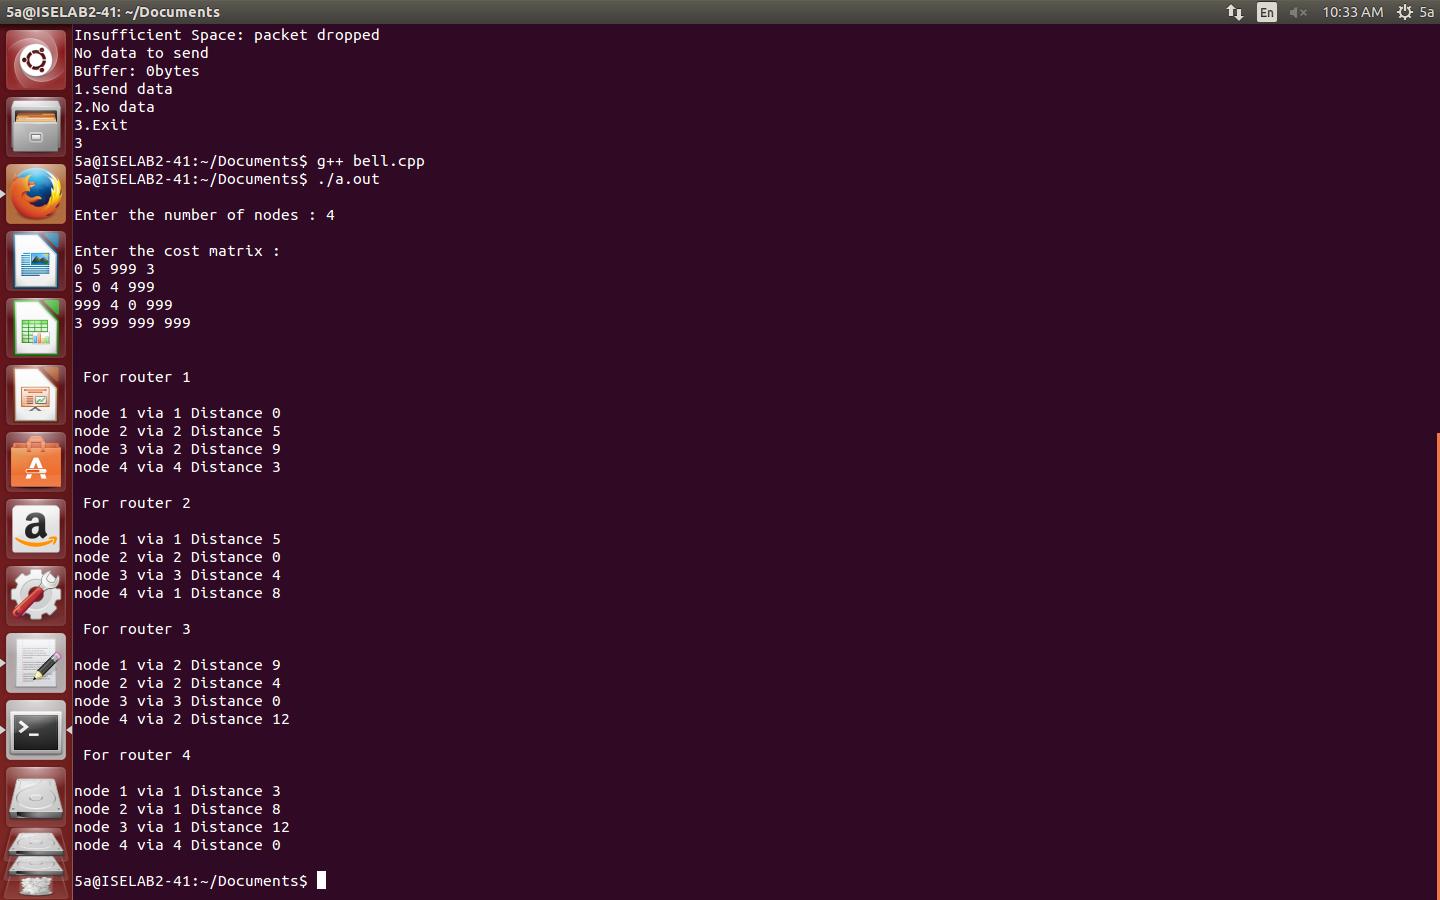 5a@ISELAB2-41: ~/Documents
En
10:33 AM
5a
Insufficient Space: packet dropped
No data to send
Buffer: 0bytes
1.send data
2.No data
3.Exit
3
5a@ISELAB2-41:~/Documents$ g++ bell.cpp
5a@ISELAB2-41:~/Documents$ ./a.out
Enter the number of nodes : 4
Enter the cost matrix :
0 5 999 3
5 0 4 999
999 4 0 999
3 999 999 999
For router 1
node 1 via 1 Distance 0
node 2 via 2 Distance 5
node 3 via 2 Distance 9
node 4 via 4 Distance 3
For router 2
node 1 via 1 Distance 5
node 2 via 2 Distance 0
node 3 via 3 Distance 4
node 4 via 1 Distance 8
For router 3
node 1 via 2 Distance 9
node 2 via 2 Distance 4
node 3 via 3 Distance 0
node 4 via 2 Distance 12
For router 4
node 1 via 1 Distance 3
node 2 via 1 Distance 8
node 3 via 1 Distance 12
node 4 via 4 Distance 0
5a@ISELAB2-41:~/Documents$